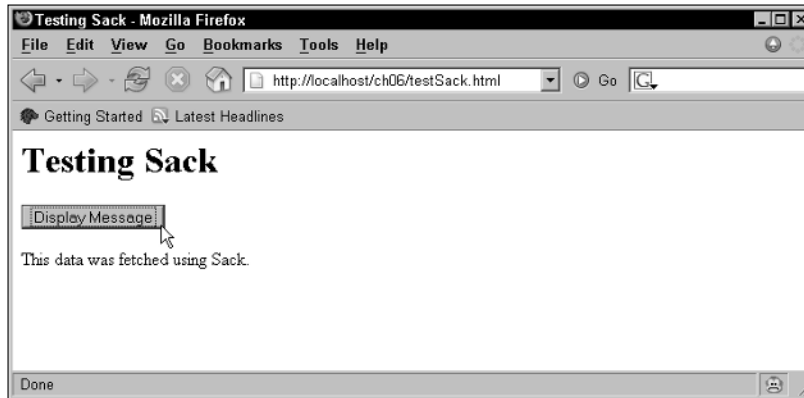 Testing Sack - Mozilla Firefox
File Edit View Go Bookmarks Tools Help
http://localhost/ch06/testSack.html Go G
Getting Started Latest Headlines
Testing Sack
Display Message
This data was fetched using Sack.
Done